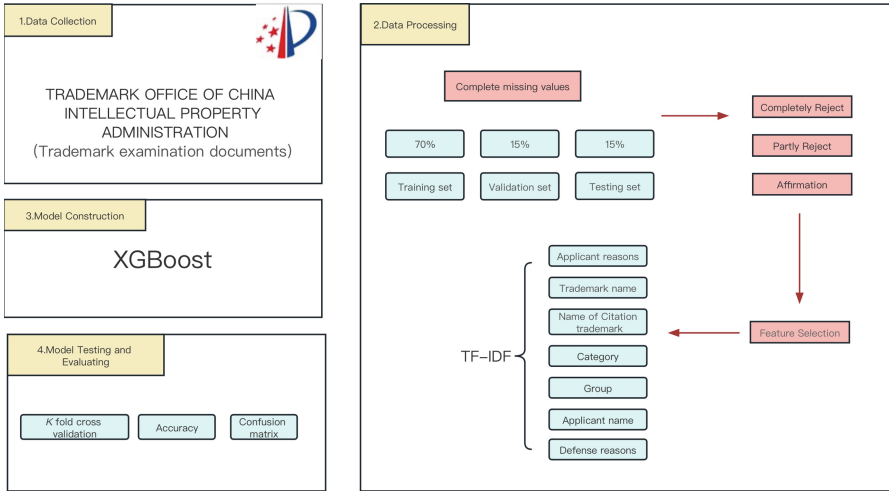 1.Data Collection
TRADEMARK OFFICE OF CHINA
INTELLECTUAL PROPERTY
ADMINISTRATION
(Trademark examination documents)
2.Data Processing
Complete missing values
70%
15%
15%
Training set
Validation set
Testing set
Completely Reject
Partly Reject
Affirmation
Feature Selection
TF-IDF
Applicant reasons
Trademark name
Name of Citation
trademark
Category
Group
Applicant name
Defense reasons
3.Model Construction
XGBoost
4.Model Testing and
Evaluating
K fold cross
validation
Accuracy
Confusion
matrix